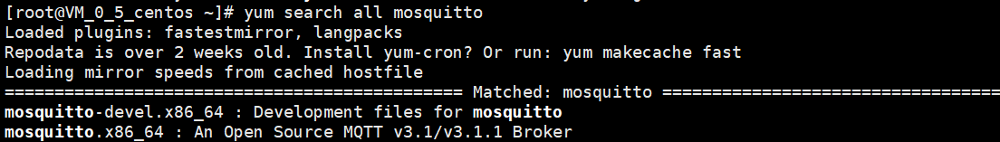 [root@VM_0_5_centos ~]# yum search all mosquitto
Loaded plugins: fastestmirror, langpacks
Repodata is over 2 weeks old. Install yum-cron? Or run: yum makecache fast
Loading mirror speeds from cached hostfile
============================================== Matched: mosquitto ==================================
mosquitto-devel.x86_64 : Development files for mosquitto
mosquitto.x86_64 : An Open Source MQTT v3.1/v3.1.1 Broker